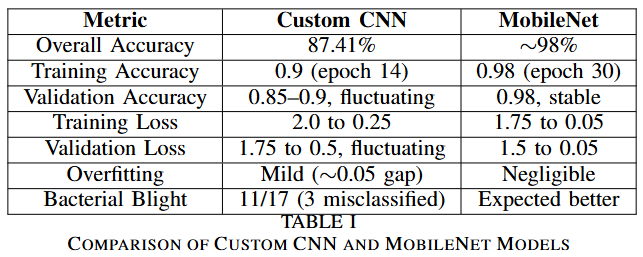 Metric Custom CNN MobileNet
Overall Accuracy 87.41% ~98%
Training Accuracy 0.9 (epoch 14) 0.98 (epoch 30)
Validation Accuracy 0.85–0.9, fluctuating 0.98, stable
Training Loss 2.0 to 0.25 1.75 to 0.05
Validation Loss 1.75 to 0.5, fluctuating 1.5 to 0.05
Overfitting Mild (~0.05 gap) Negligible
Bacterial Blight 11/17 (3 misclassified) Expected better
TABLE I
COMPARISON OF CUSTOM CNN AND MOBILENET MODELS